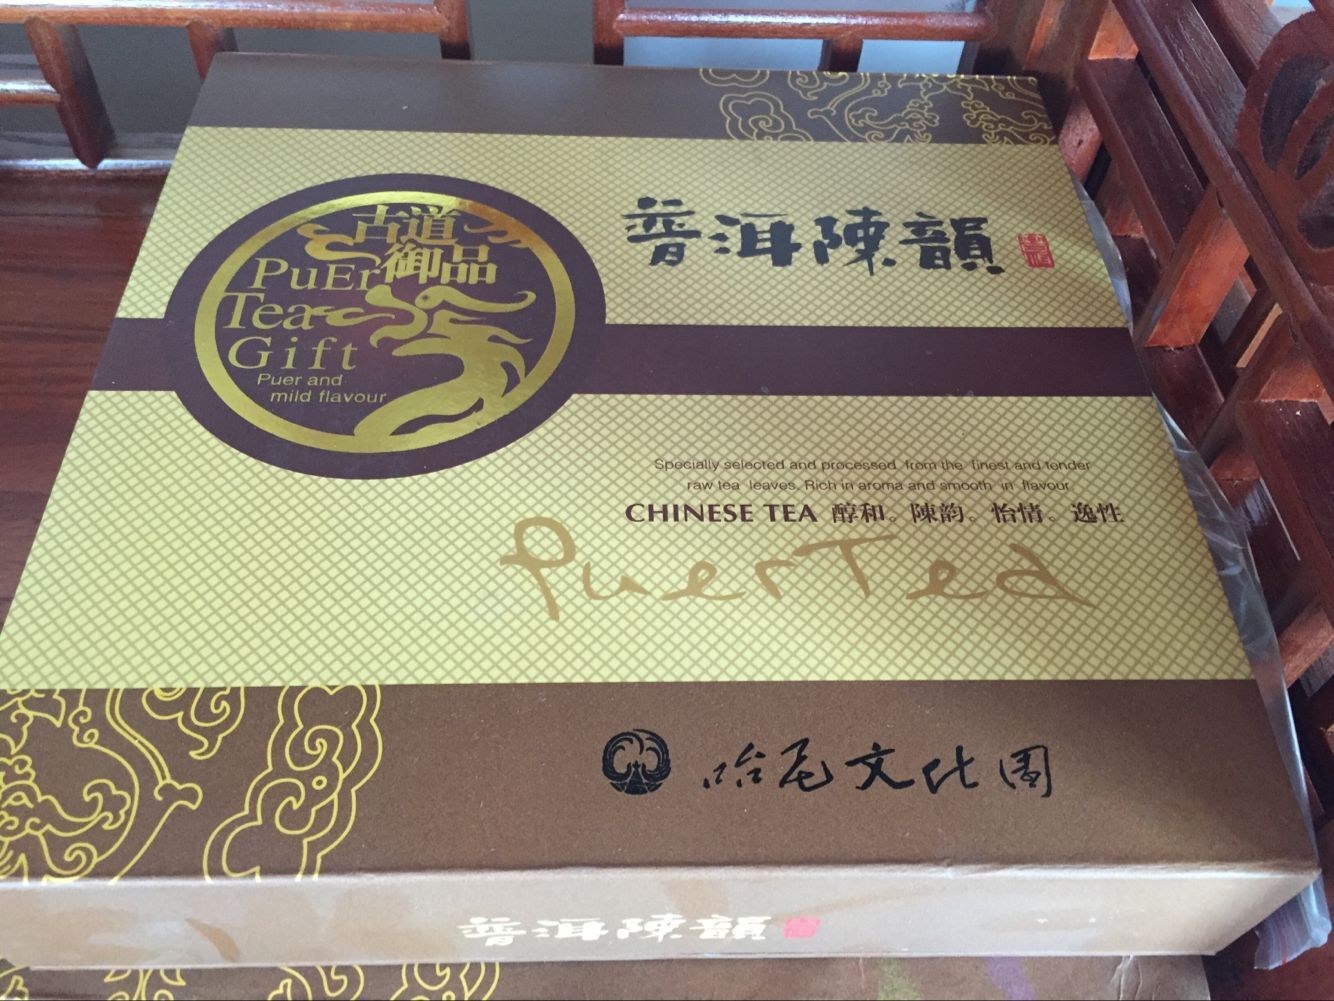 古道
御品
PuEr
Tea
Gift
Puer and
mild flavour
普洱陳韻
Specially selected and processed from the finest and tender
raw tea leaves. Rich in aroma and smooth in flavour
CHINESE TEA 醇和。陳韵。怡情。逸性
PuerTea
哈尼文化園
普洱陳韻